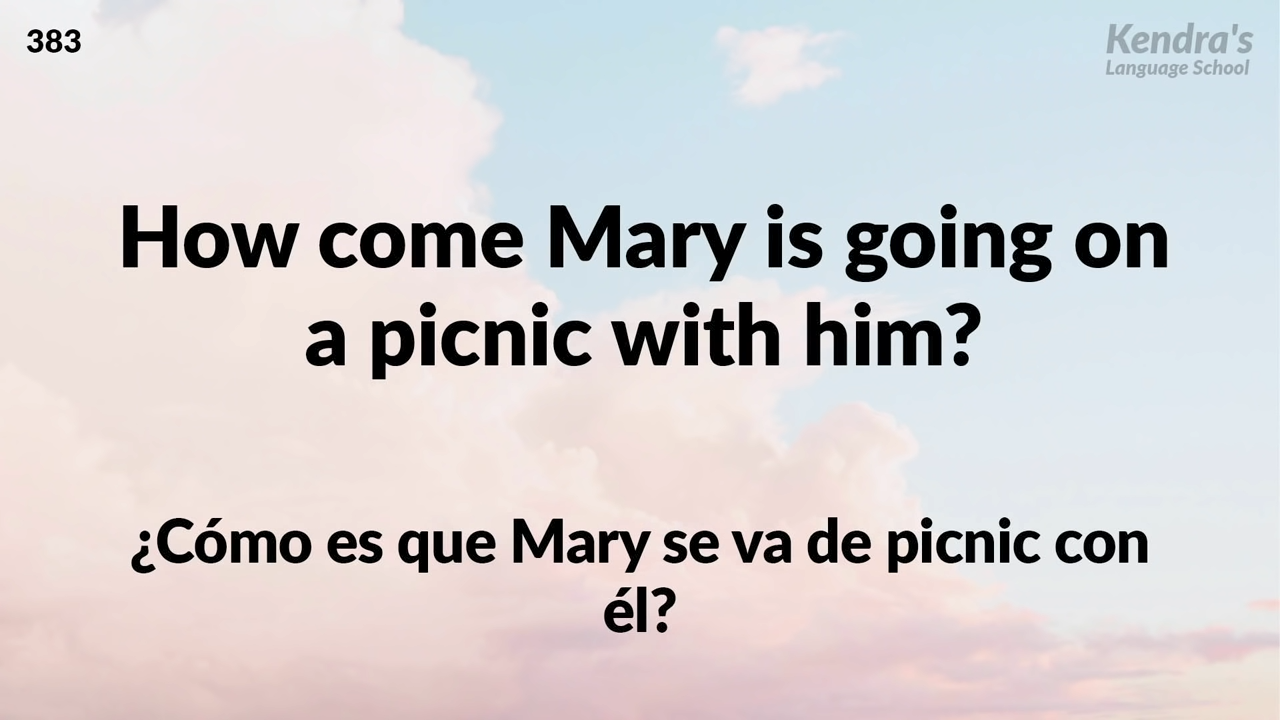 383
Kendra's
Language School
How come Mary is going on
a picnic with him?
¿Cómo es que Mary se va de picnic con
él?